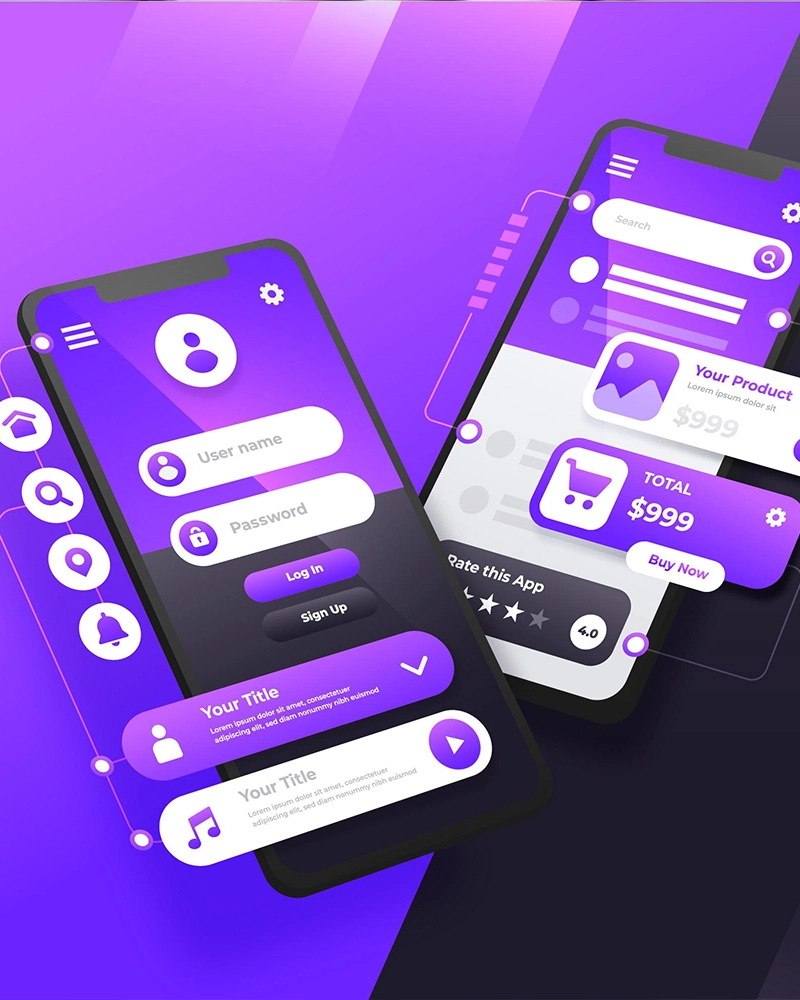 User name
Password
Log In
Sign Up
Your Title
Lorem ipsum dolor sit amet, consectetuer
adipiscing elit, sed diam nonummy nibh euismod
Your Title
Lorem ipsum dolor sit amet, consectetuer
adipiscing elit, sed diam nonummy nibh euismod
Search
Your Product
Lorem ipsum dolor sit
$999
TOTAL
$999
Buy Now
Rate this App
4.0